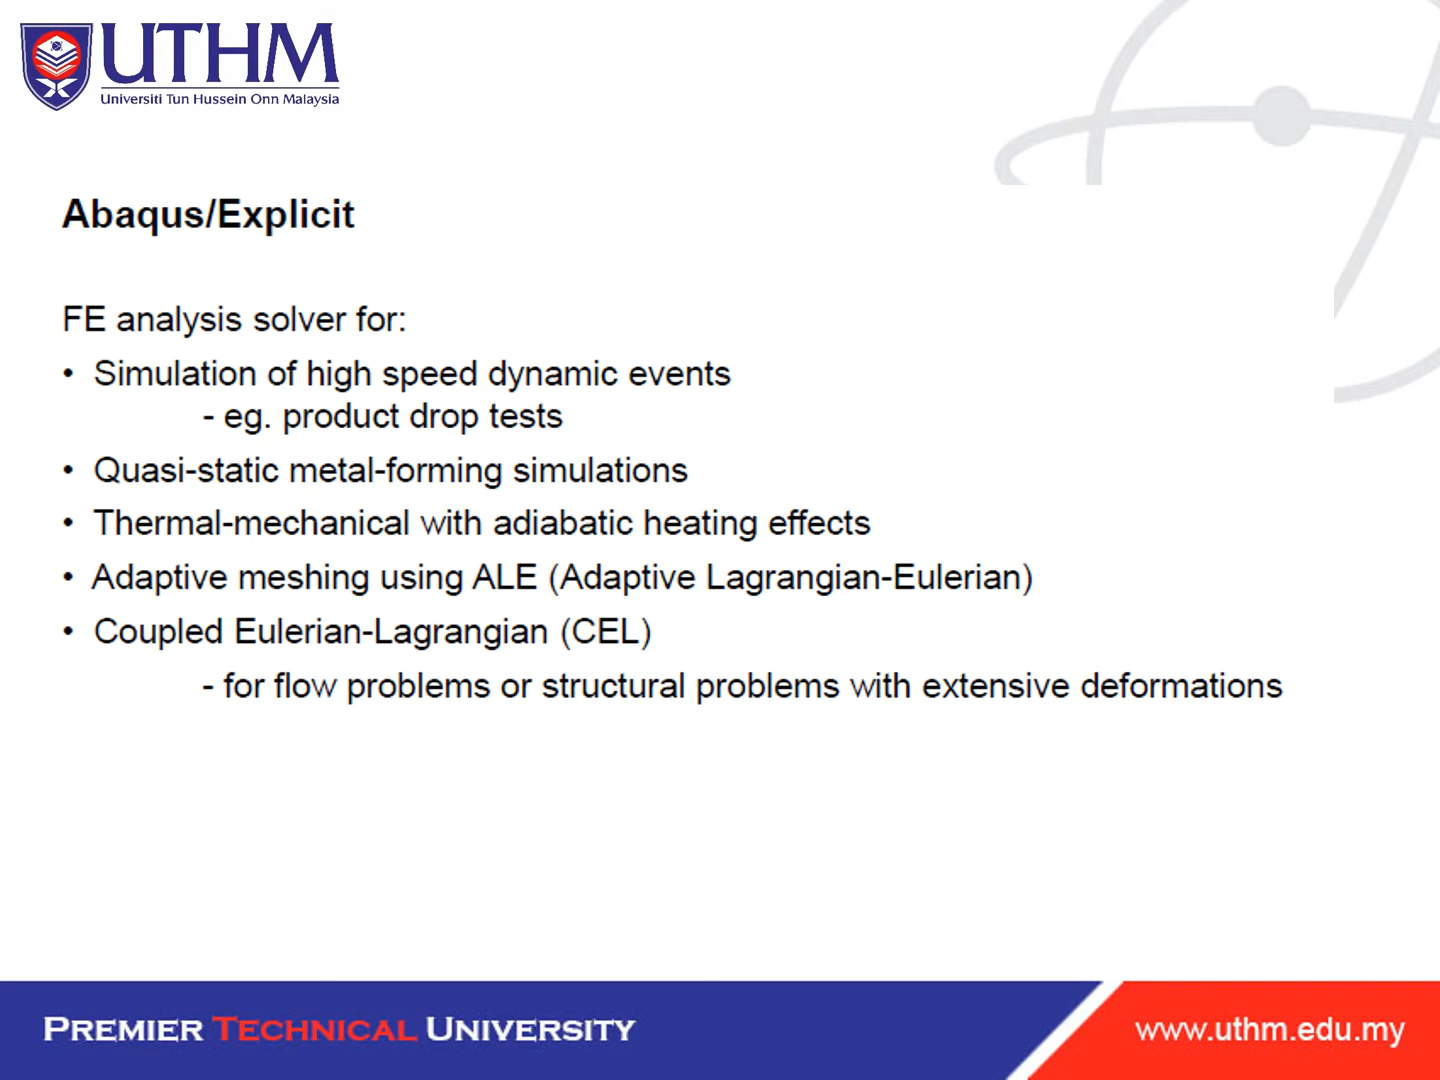 UTHM
Universiti Tun Hussein Onn Malaysia
Abaqus/Explicit
FE analysis solver for:
• Simulation of high speed dynamic events
- eg. product drop tests
• Quasi-static metal-forming simulations
• Thermal-mechanical with adiabatic heating effects
• Adaptive meshing using ALE (Adaptive Lagrangian-Eulerian)
• Coupled Eulerian-Lagrangian (CEL)
- for flow problems or structural problems with extensive deformations
PREMIER TECHNICAL UNIVERSITY
www.uthm.edu.my